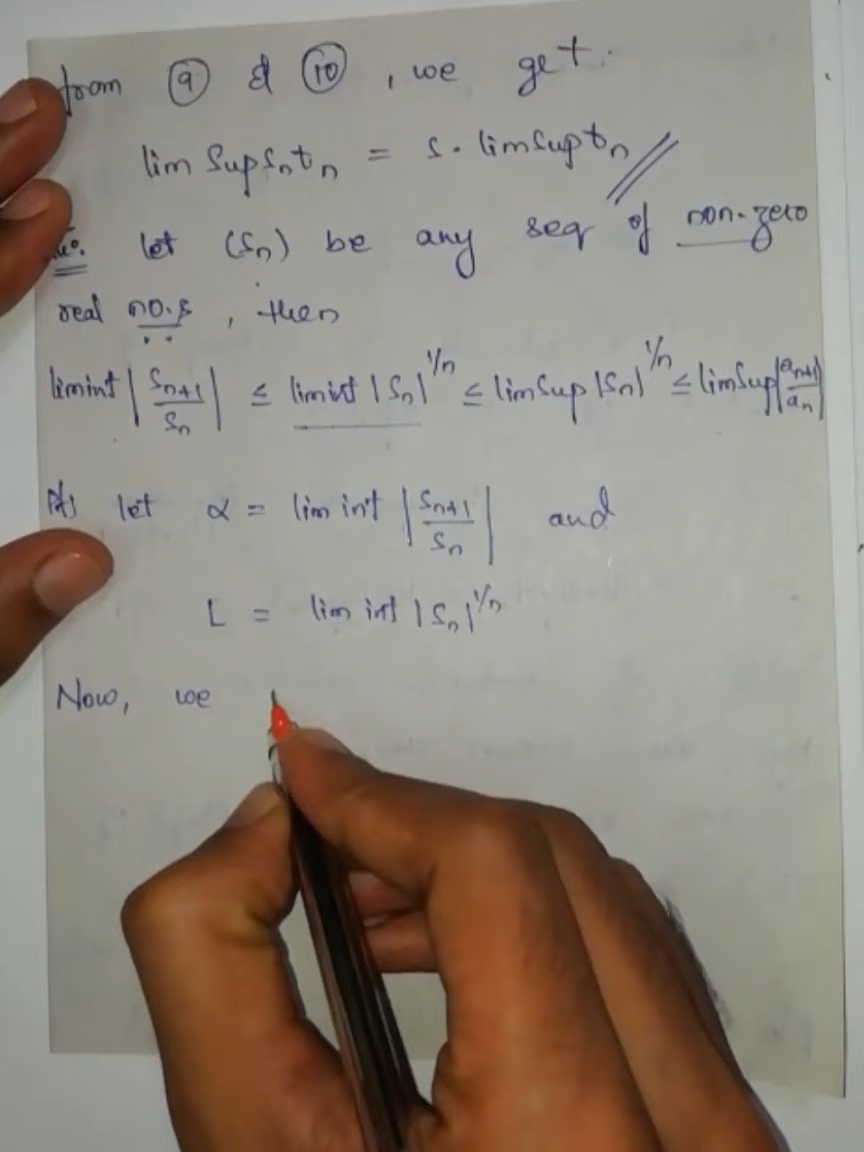 from ⑨ & ⑩, we get.
lim Sup Sₙtₙ = s. limSup tₙ //
let (Sₙ) be any seq of non-zero
real no.s, then
liminf |Sₙ₊₁/Sₙ| ≤ liminf |Sₙ|^1/n ≤ limSup |Sₙ|^1/n ≤ limSup |aₙ₊₁/aₙ|
let α = lim inf |Sₙ₊₁/Sₙ| and
L = lim inf |Sₙ|^1/n
Now, we